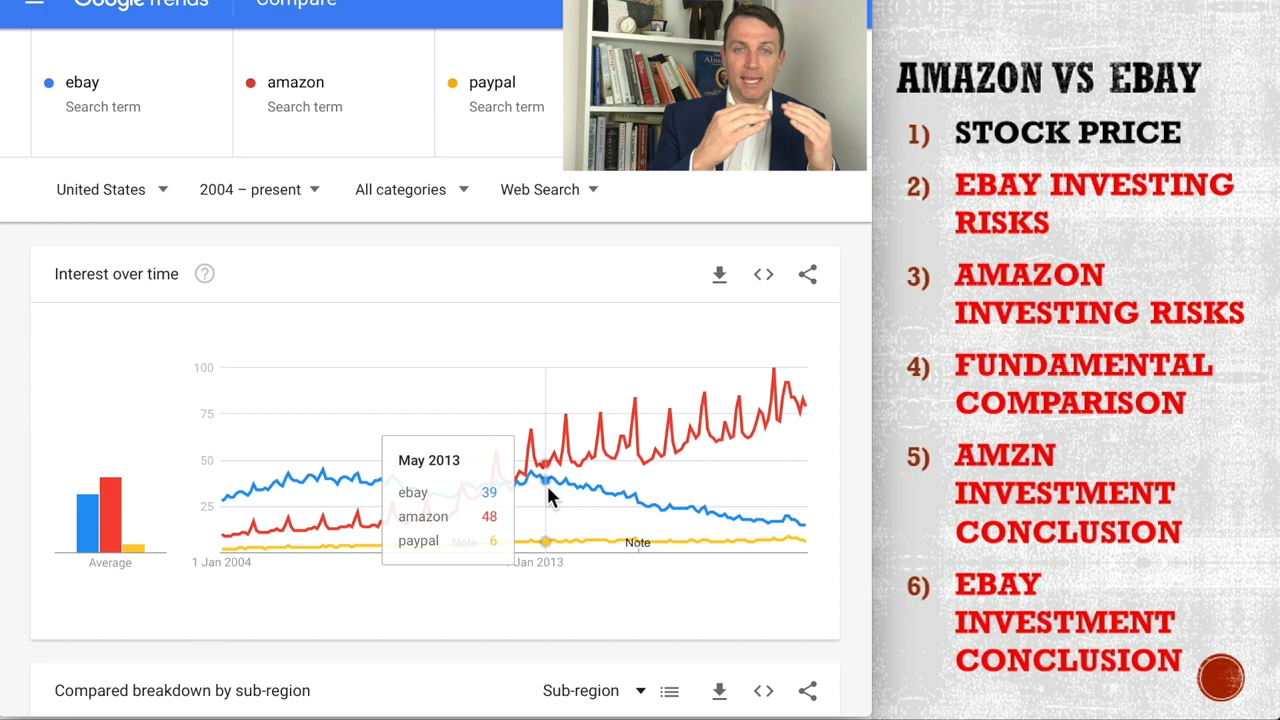 Google Trends
Compare
ebay
Search term
amazon
Search term
paypal
Search term
United States
2004 – present
All categories
Web Search
Interest over time
?
100
75
50
25
May 2013
ebay 39
amazon 48
paypal 6
Note
Note
1 Jan 2004
Jan 2013
Average
Compared breakdown by sub-region
Sub-region
AMAZON VS EBAY
1) STOCK PRICE
2) EBAY INVESTING
RISKS
3) AMAZON
INVESTING RISKS
4) FUNDAMENTAL
COMPARISON
5) AMZN
INVESTMENT
CONCLUSION
6) EBAY
INVESTMENT
CONCLUSION